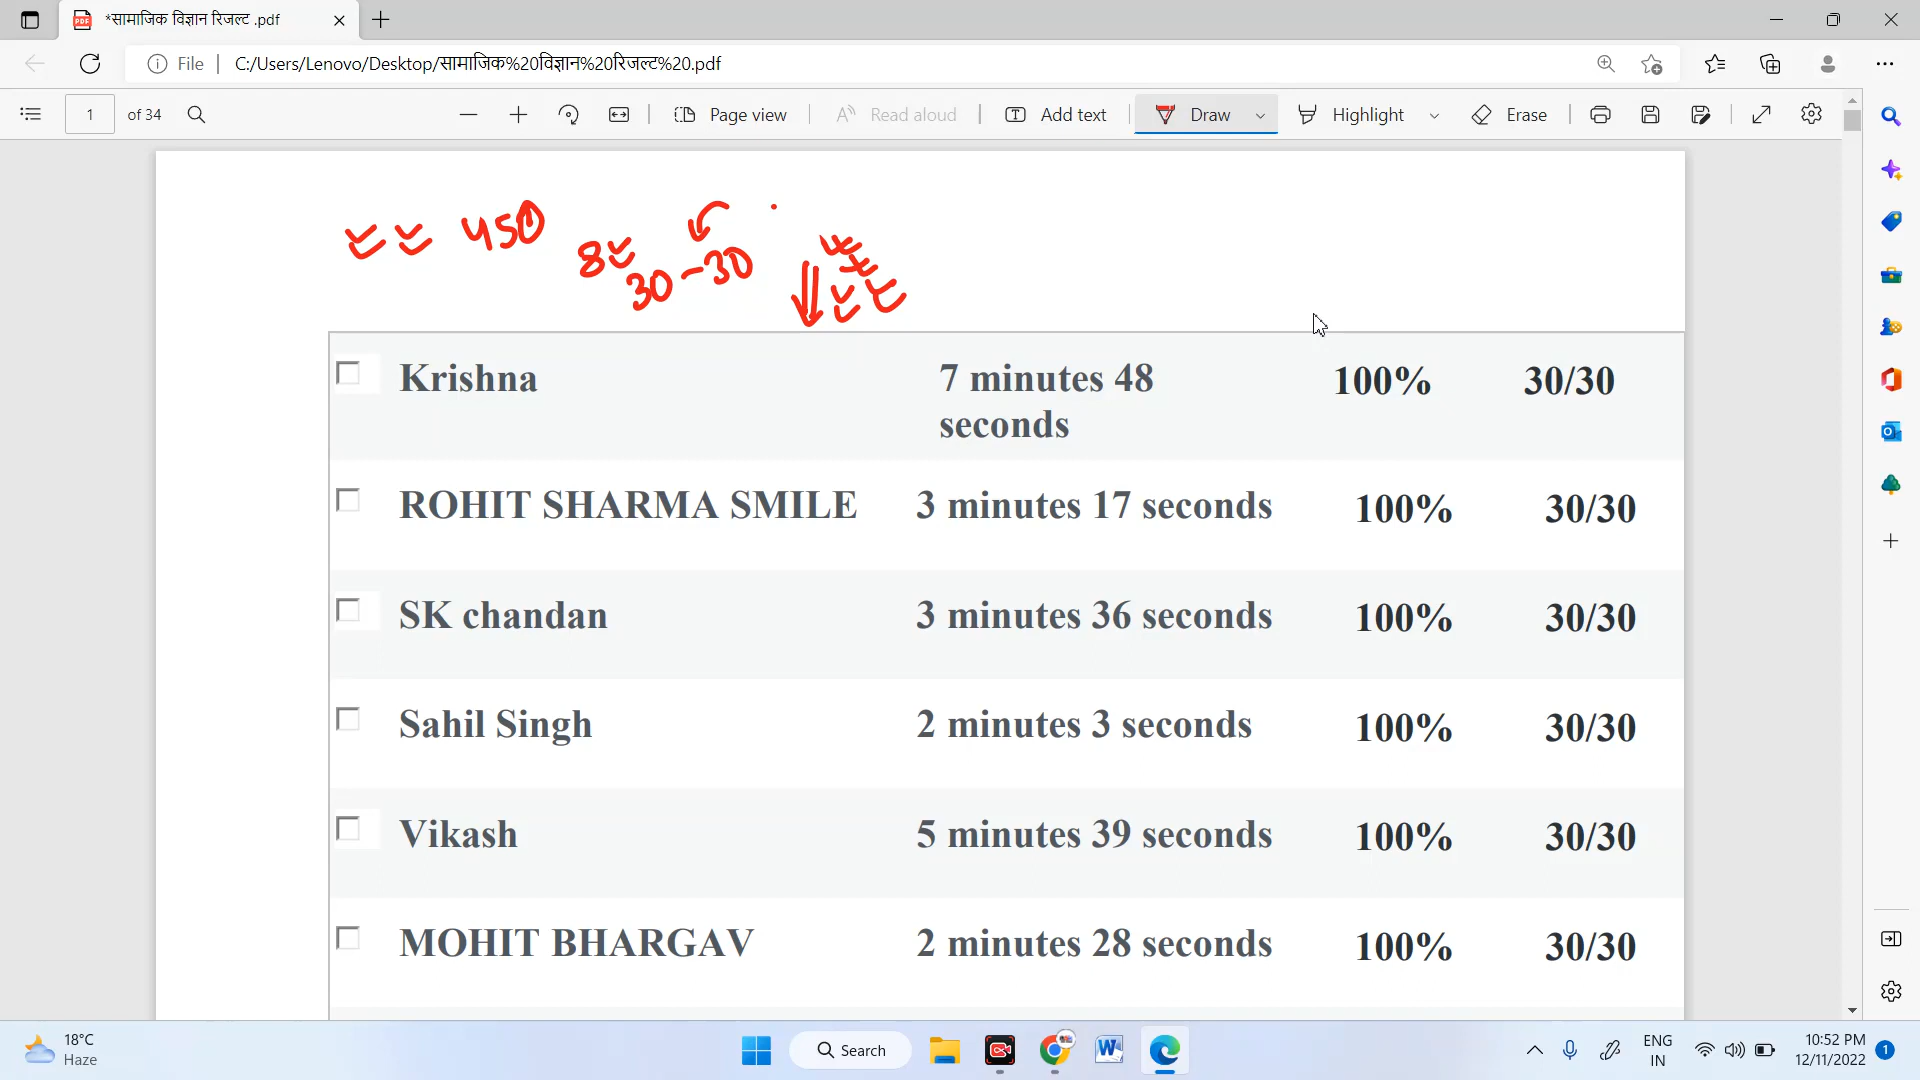 *सामाजिक विज्ञान रिजल्ट .pdf
File C:/Users/Lenovo/Desktop/सामाजिक%20विज्ञान%20रिजल्ट%20.pdf
1 of 34 Page view Read aloud Add text Draw Highlight Erase
450
8
30-30
Krishna 7 minutes 48 seconds 100% 30/30
ROHIT SHARMA SMILE 3 minutes 17 seconds 100% 30/30
SK chandan 3 minutes 36 seconds 100% 30/30
Sahil Singh 2 minutes 3 seconds 100% 30/30
Vikash 5 minutes 39 seconds 100% 30/30
MOHIT BHARGAV 2 minutes 28 seconds 100% 30/30
18°C
Haze
Search
ENG
IN
10:52 PM
12/11/2022
1